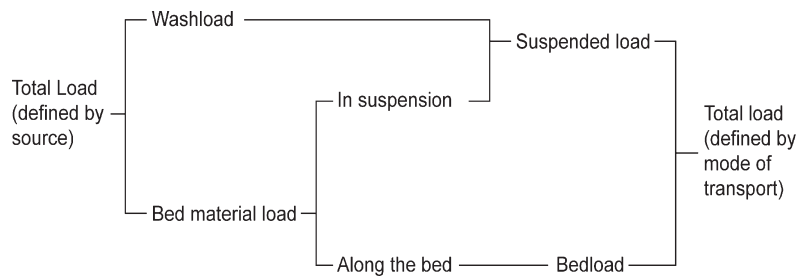 Washload
Suspended load
Total Load
(defined by
source)
In suspension
Total load
(defined by
mode of
transport)
Bed material load
Along the bed
Bedload